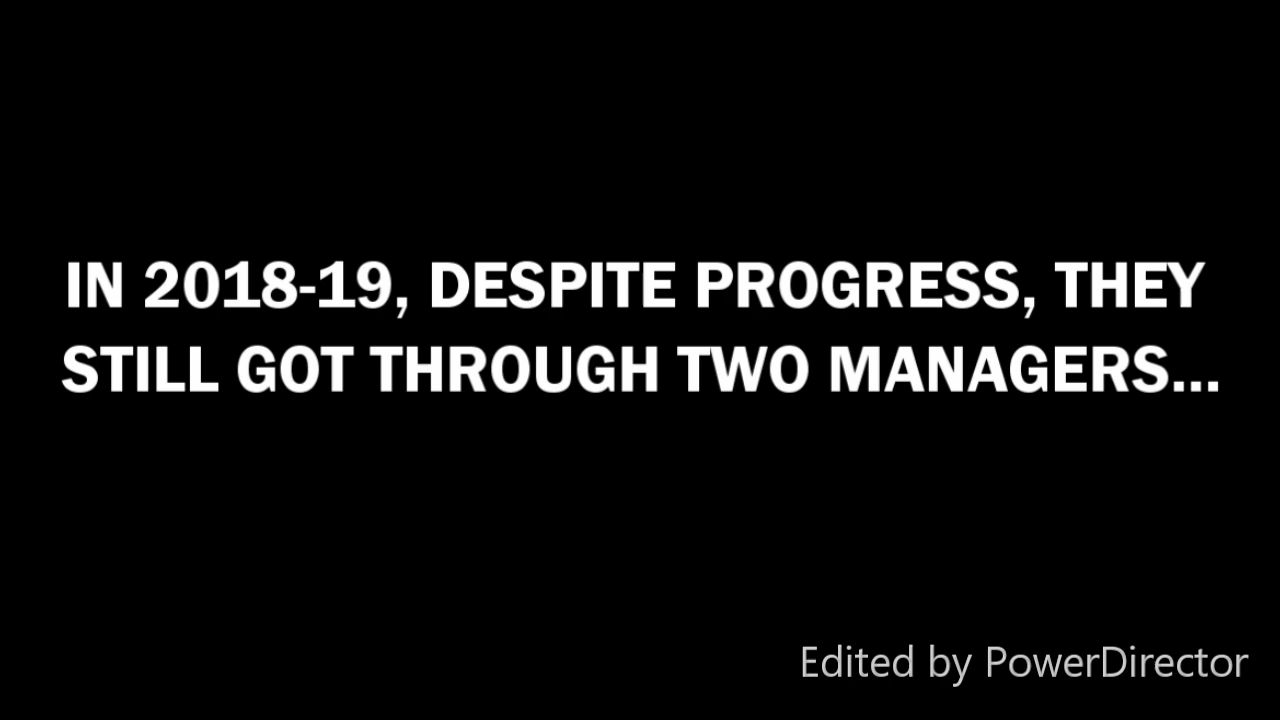 IN 2018-19, DESPITE PROGRESS, THEY
STILL GOT THROUGH TWO MANAGERS...
Edited by PowerDirector